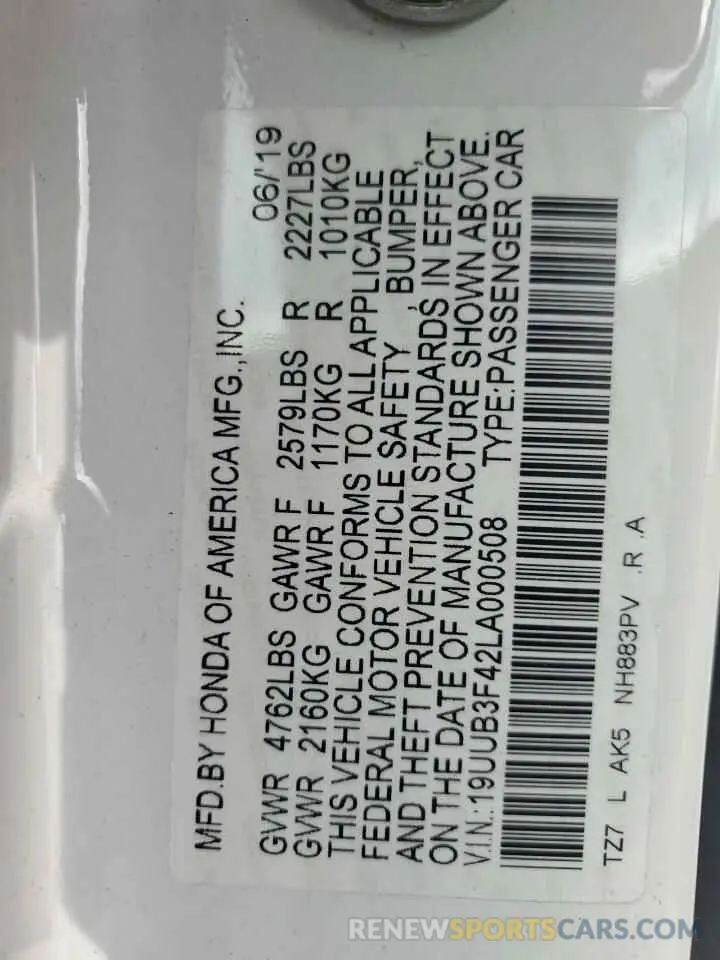 MFD.BY HONDA OF AMERICA MFG.,INC. 06/'19
GVWR 4762LBS GAWR F 2579LBS R 2227LBS
GVWR 2160KG GAWR F 1170KG R 1010KG
THIS VEHICLE CONFORMS TO ALL APPLICABLE
FEDERAL MOTOR VEHICLE SAFETY , BUMPER,
AND THEFT PREVENTION STANDARDS IN EFFECT
ON THE DATE OF MANUFACTURE SHOWN ABOVE.
V.I.N.:19UUB3F42LA000508 TYPE:PASSENGER CAR
TZ7 L AK5 NH883PV .R .A
RENEWSPORTSCARS.COM